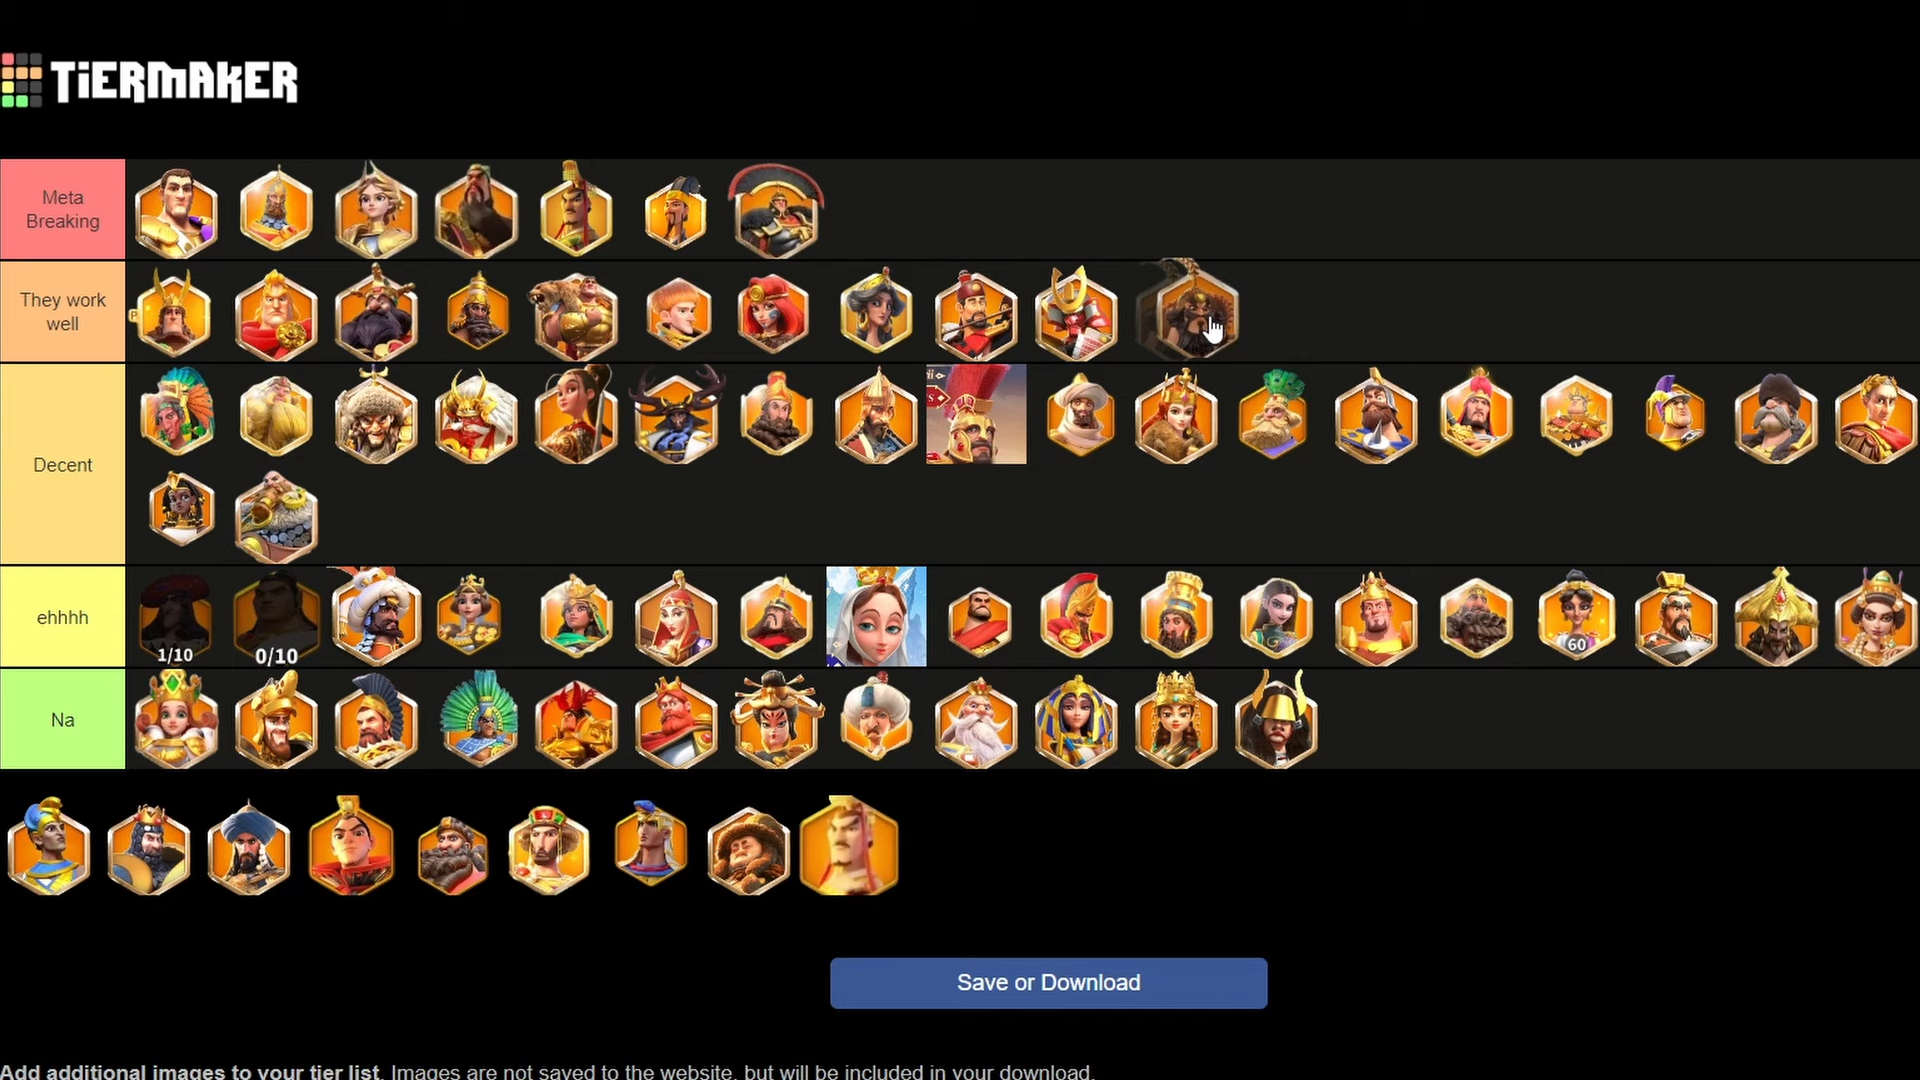 TiERMAKER
Meta
Breaking
They work
well
Decent
ehhhh
1/10
0/10
60
Na
Save or Download
Add additional images to your tier list. Images are not saved to the website, but will be included in your download.